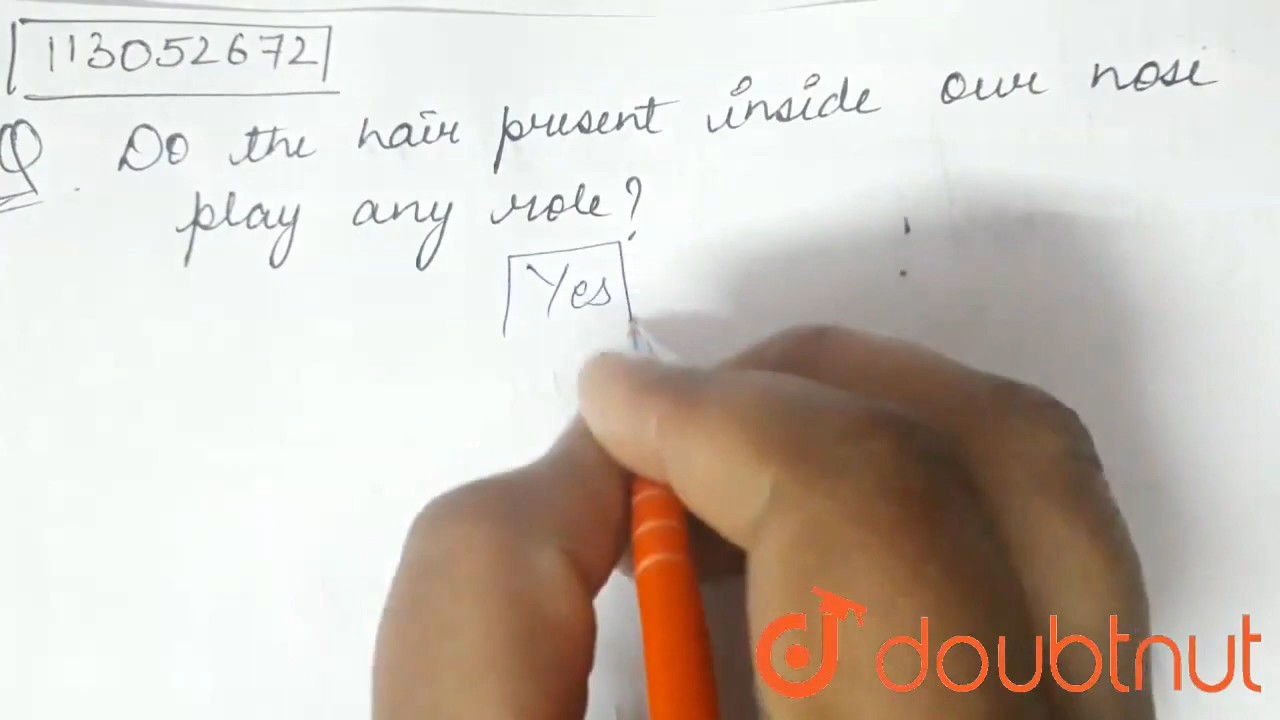 113052672
Q. Do the hair present inside our nose
play any role?
Yes
doubtnut